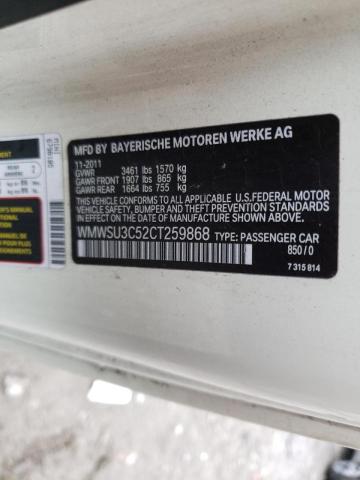 MFD BY BAYERISCHE MOTOREN WERKE AG
11-2011
GVWR 3461 lbs 1570 kg
GAWR FRONT 1907 lbs 865 kg
GAWR REAR 1664 lbs 755 kg
THIS VEHICLE CONFORMS TO ALL APPLICABLE U.S. FEDERAL MOTOR
VEHICLE SAFETY, BUMPER, AND THEFT PREVENTION STANDARDS
IN EFFECT ON THE DATE OF MANUFACTURE SHOWN ABOVE.
WMWSU3C52CT259868 TYPE: PASSENGER CAR
850/0
7 315 814